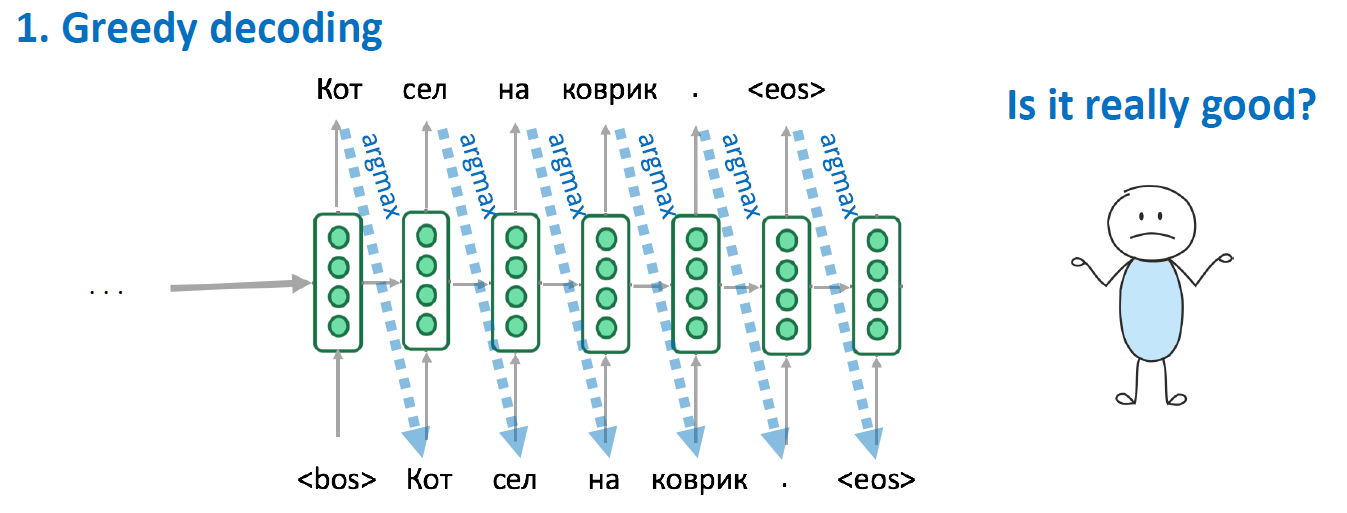 1. Greedy decoding
Кот сел на коврик . <eos>
Is it really good?
argmax argmax argmax argmax argmax argmax
. . .
<bos> Кот сел на коврик . <eos>